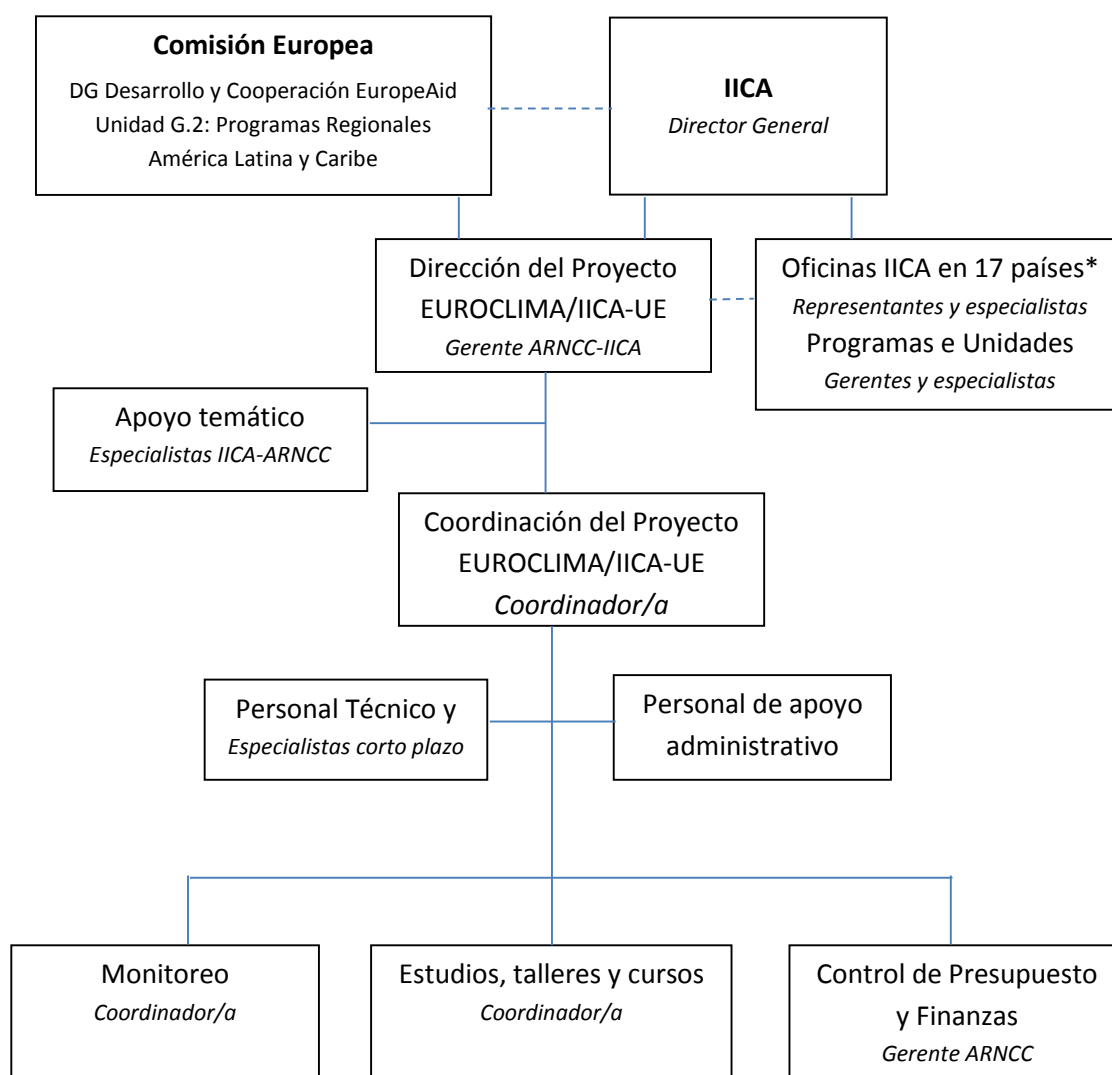 Comisión Europea
DG Desarrollo y Cooperación EuropeAid
Unidad G.2: Programas Regionales
América Latina y Caribe
IICA
Director General
Dirección del Proyecto
EUROCLIMA/IICA-UE
Gerente ARNCC-IICA
Oficinas IICA en 17 países*
Representantes y especialistas
Programas e Unidades
Gerentes y especialistas
Apoyo temático
Especialistas IICA-ARNCC
Coordinación del Proyecto
EUROCLIMA/IICA-UE
Coordinador/a
Personal Técnico y
Especialistas corto plazo
Personal de apoyo
administrativo
Monitoreo
Coordinador/a
Estudios, talleres y cursos
Coordinador/a
Control de Presupuesto
y Finanzas
Gerente ARNCC